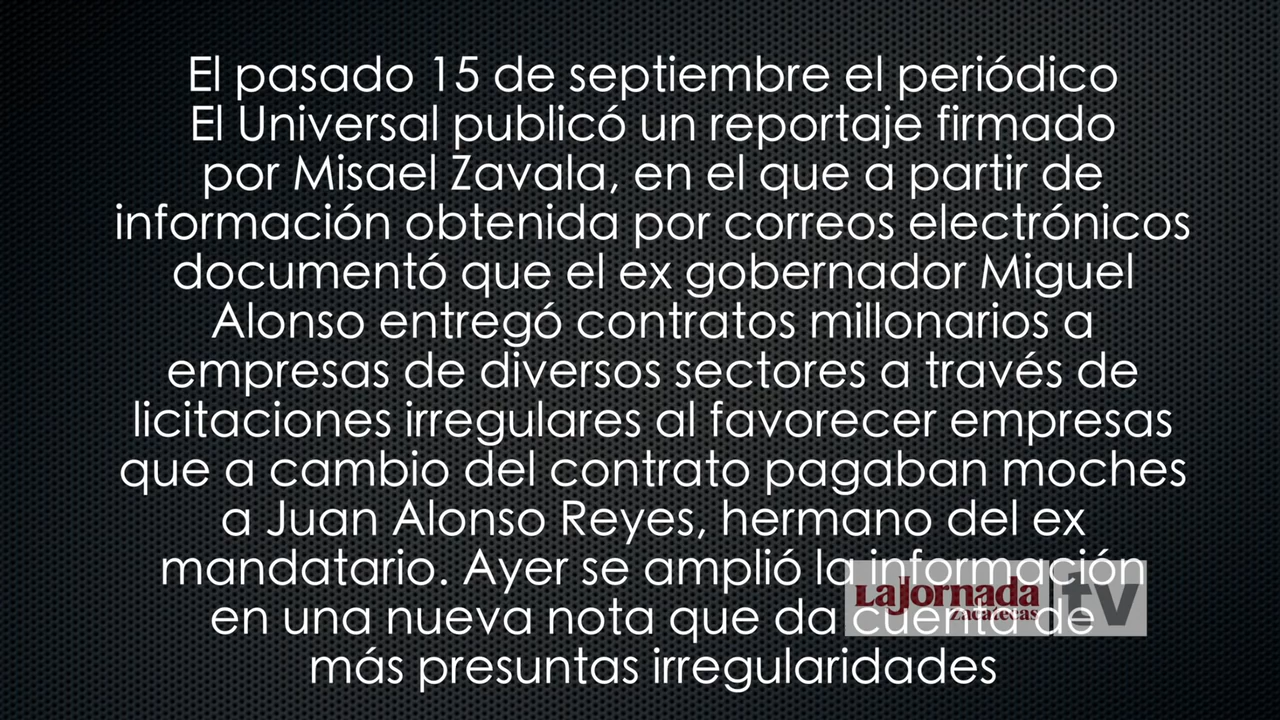 El pasado 15 de septiembre el periódico
El Universal publicó un reportaje firmado
por Misael Zavala, en el que a partir de
información obtenida por correos electrónicos
documentó que el ex gobernador Miguel
Alonso entregó contratos millonarios a
empresas de diversos sectores a través de
licitaciones irregulares al favorecer empresas
que a cambio del contrato pagaban moches
a Juan Alonso Reyes, hermano del ex
mandatario. Ayer se amplió la información
en una nueva nota que da cuenta de
más presuntas irregularidades
La Jornada
Zacatecas
tv